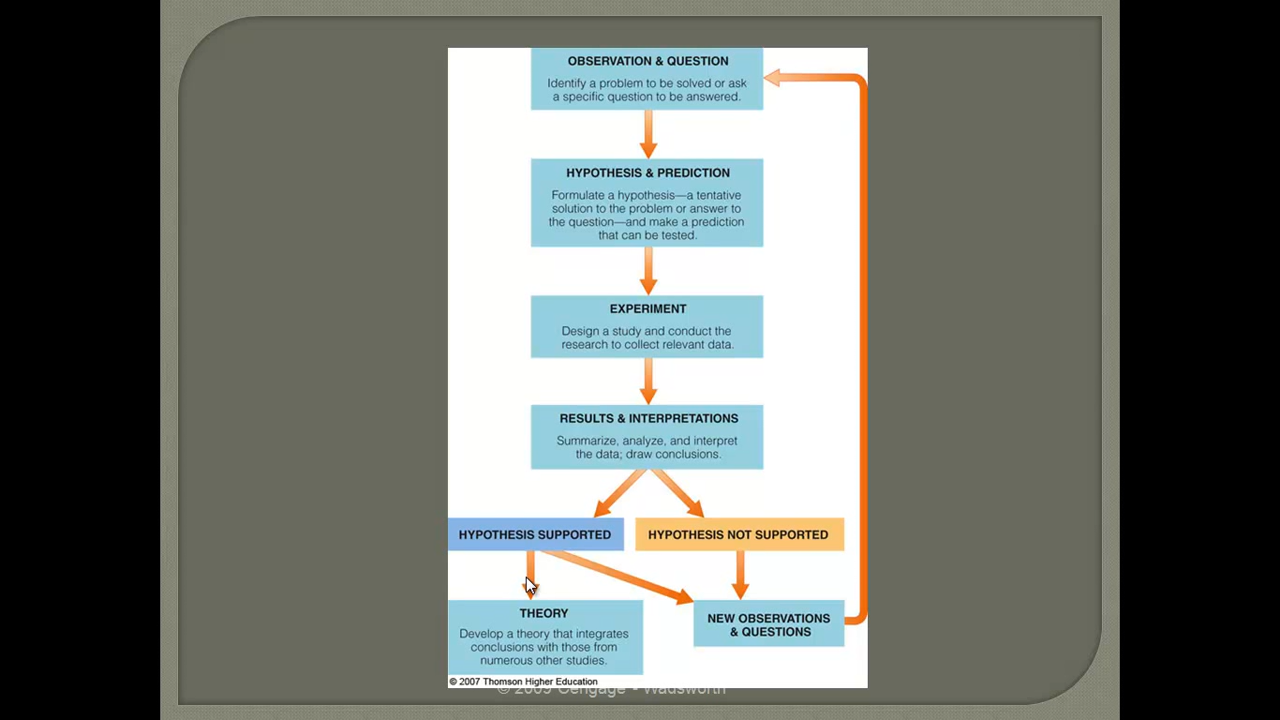 OBSERVATION & QUESTION
Identify a problem to be solved or ask
a specific question to be answered.
HYPOTHESIS & PREDICTION
Formulate a hypothesis—a tentative
solution to the problem or answer to
the question—and make a prediction
that can be tested.
EXPERIMENT
Design a study and conduct the
research to collect relevant data.
RESULTS & INTERPRETATIONS
Summarize, analyze, and interpret
the data; draw conclusions.
HYPOTHESIS SUPPORTED
HYPOTHESIS NOT SUPPORTED
THEORY
Develop a theory that integrates
conclusions with those from
numerous other studies.
NEW OBSERVATIONS
& QUESTIONS
© 2007 Thomson Higher Education
© 2009 Cengage - Wadsworth